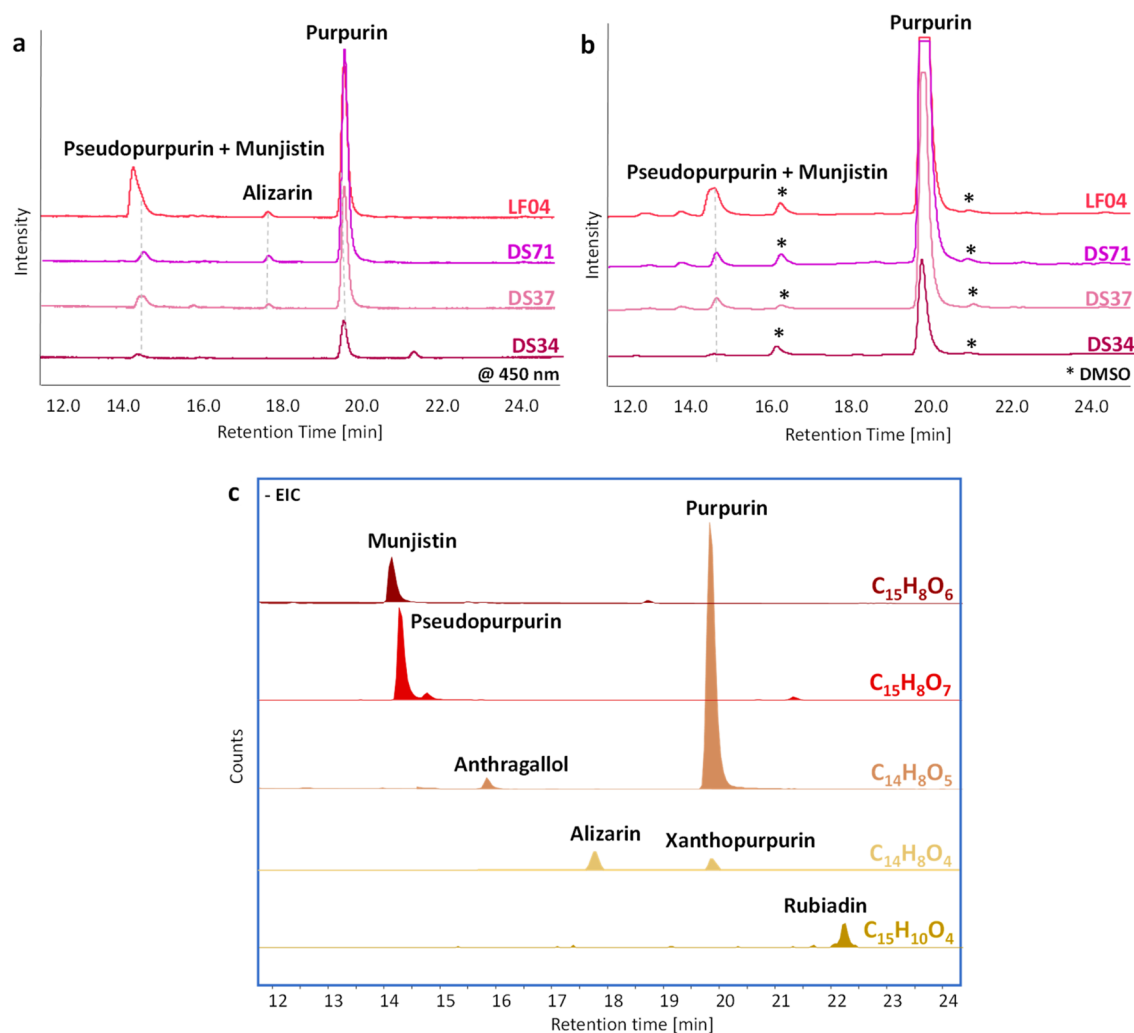 a
Purpurin
Pseudopurpurin + Munjistin
Alizarin
LF04
DS71
DS37
DS34
@ 450 nm
Intensity
12.0 14.0 16.0 18.0 20.0 22.0 24.0
Retention Time [min]
b
Purpurin
Pseudopurpurin + Munjistin
* *
LF04
* *
DS71
* *
DS37
* *
DS34
* DMSO
Intensity
12.0 14.0 16.0 18.0 20.0 22.0 24.0
Retention Time [min]
c
- EIC
Purpurin
Munjistin
C₁₅H₈O₆
Pseudopurpurin
C₁₅H₈O₇
Anthragallol
C₁₄H₈O₅
Alizarin
Xanthopurpurin
C₁₄H₈O₄
Rubiadin
C₁₅H₁₀O₄
Counts
12 13 14 15 16 17 18 19 20 21 22 23 24
Retention time [min]